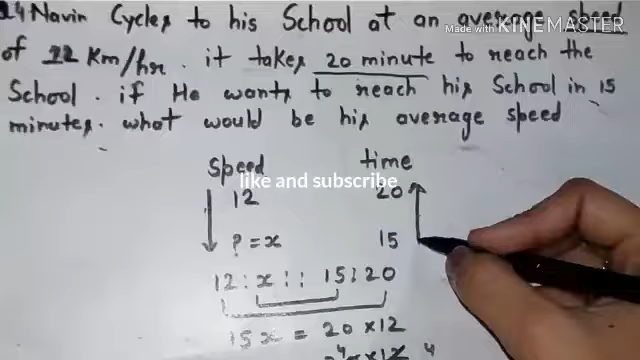 14 Navin Cycles to his School at an average speed
Made with KINEMASTER
of 12 Km/hr. it takes 20 minute to reach the
School. if He wants to reach his School in 15
minutes. what would be his average speed
speed time
like and subscribe
12 20
? = x 15
12 : x :: 15 : 20
15 x = 20 × 12